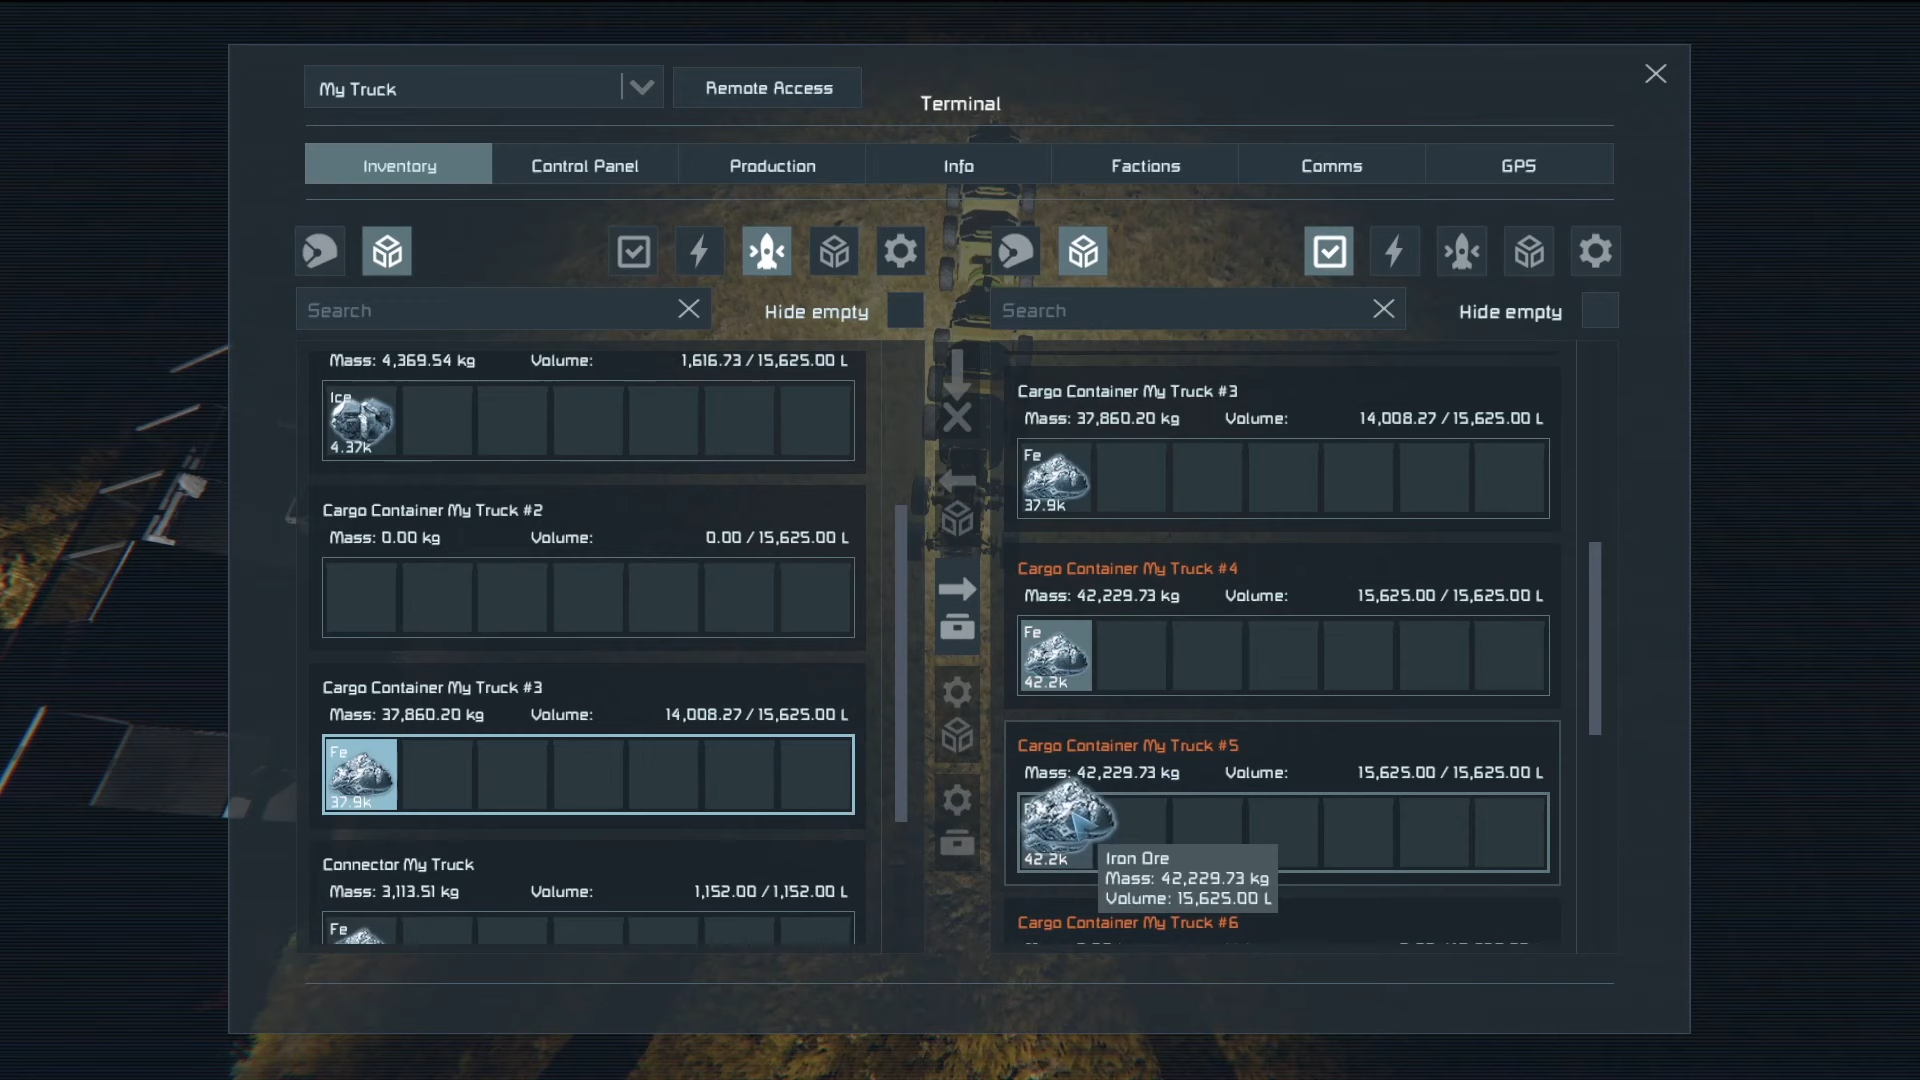 My Truck
Remote Access
Terminal
Inventory
Control Panel
Production
Info
Factions
Comms
GPS
Search
Hide empty
Search
Hide empty
Mass: 4,369.54 kg Volume: 1,616.73 / 15,625.00 L
Ice
4.37k
Cargo Container My Truck #2
Mass: 0.00 kg Volume: 0.00 / 15,625.00 L
Cargo Container My Truck #3
Mass: 37,860.20 kg Volume: 14,008.27 / 15,625.00 L
Fe
37.9k
Connector My Truck
Mass: 3,113.51 kg Volume: 1,152.00 / 1,152.00 L
Fe
Cargo Container My Truck #3
Mass: 37,860.20 kg Volume: 14,008.27 / 15,625.00 L
Fe
37.9k
Cargo Container My Truck #4
Mass: 42,229.73 kg Volume: 15,625.00 / 15,625.00 L
Fe
42.2k
Cargo Container My Truck #5
Mass: 42,229.73 kg Volume: 15,625.00 / 15,625.00 L
42.2k
Iron Ore
Mass: 42,229.73 kg
Volume: 15,625.00 L
Cargo Container My Truck #6